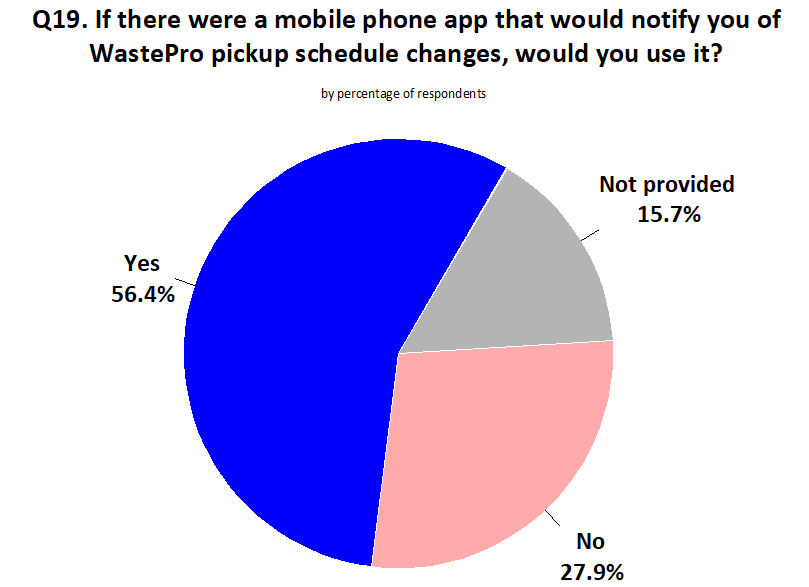 Q19. If there were a mobile phone app that would notify you of
WastePro pickup schedule changes, would you use it?
by percentage of respondents
Not provided
15.7%
Yes
56.4%
No
27.9%